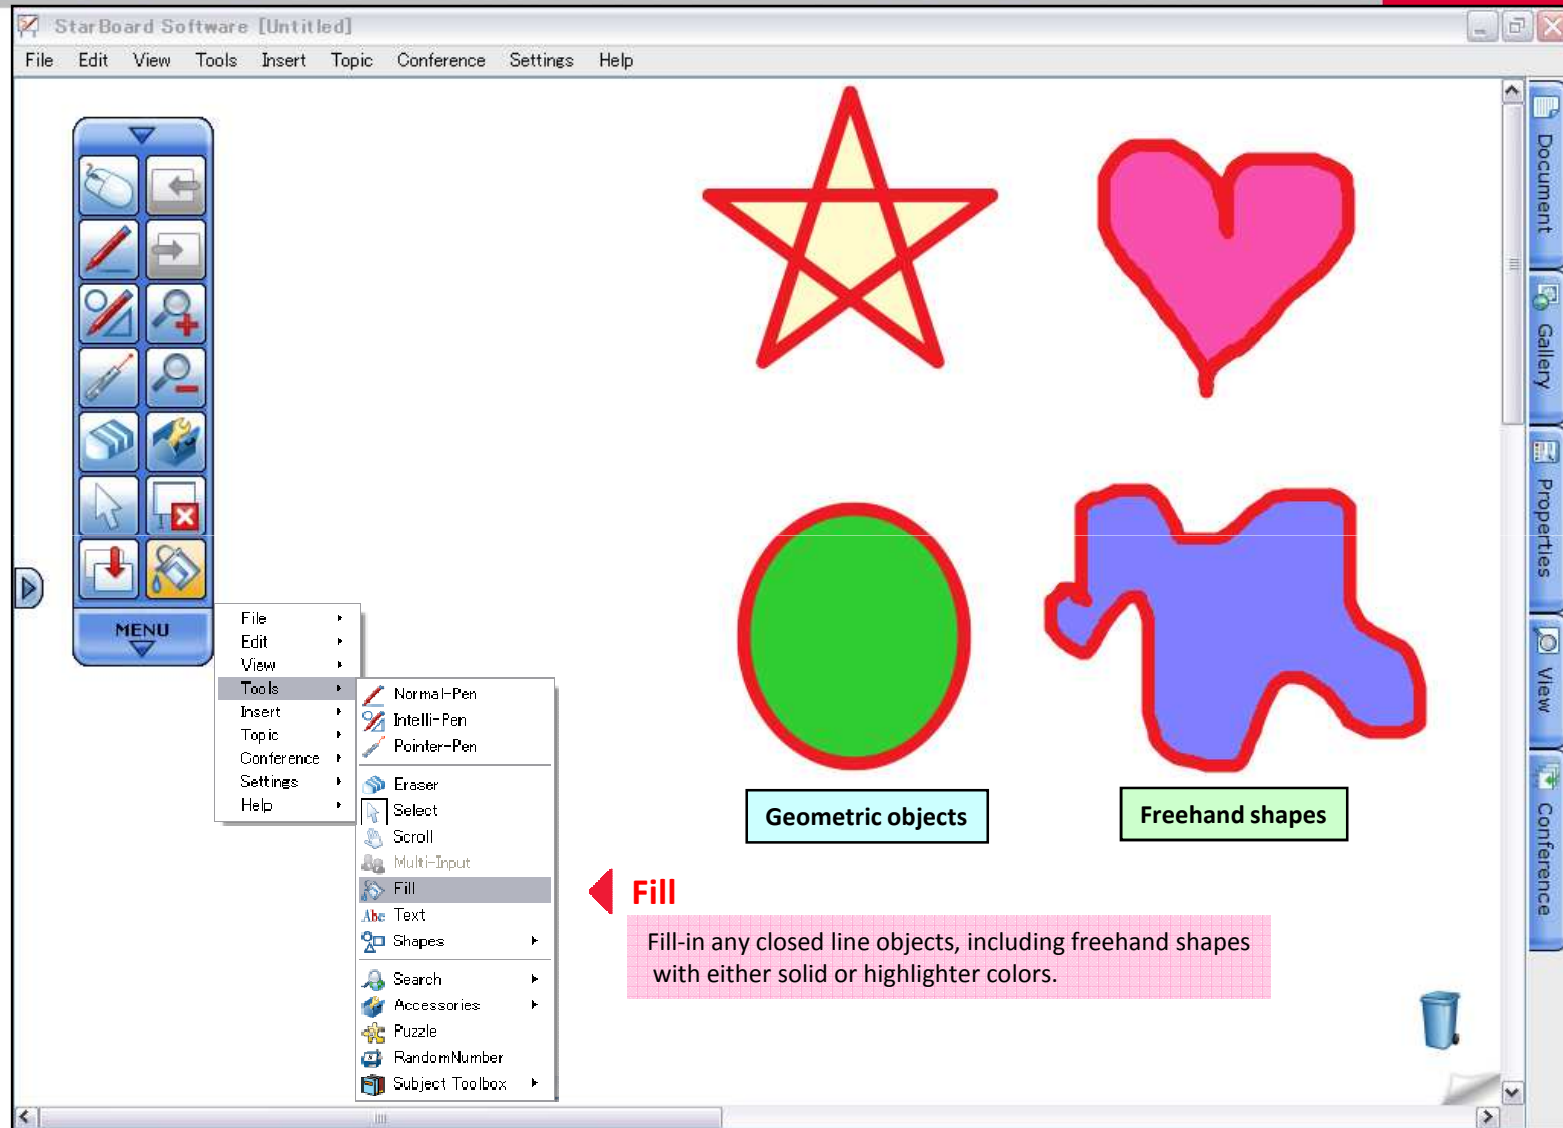 StarBoard Software [Untitled]
File Edit View Tools Insert Topic Conference Settings Help
MENU
File
Edit
View
Tools
Insert
Topic
Conference
Settings
Help
Normal-Pen
Intelli-Pen
Pointer-Pen
Eraser
Select
Scroll
Multi-Input
Fill
Abc Text
Shapes
Search
Accessories
Puzzle
RandomNumber
Subject Toolbox
Geometric objects
Freehand shapes
Fill
Fill-in any closed line objects, including freehand shapes
with either solid or highlighter colors.
Document
Gallery
Properties
View
Conference